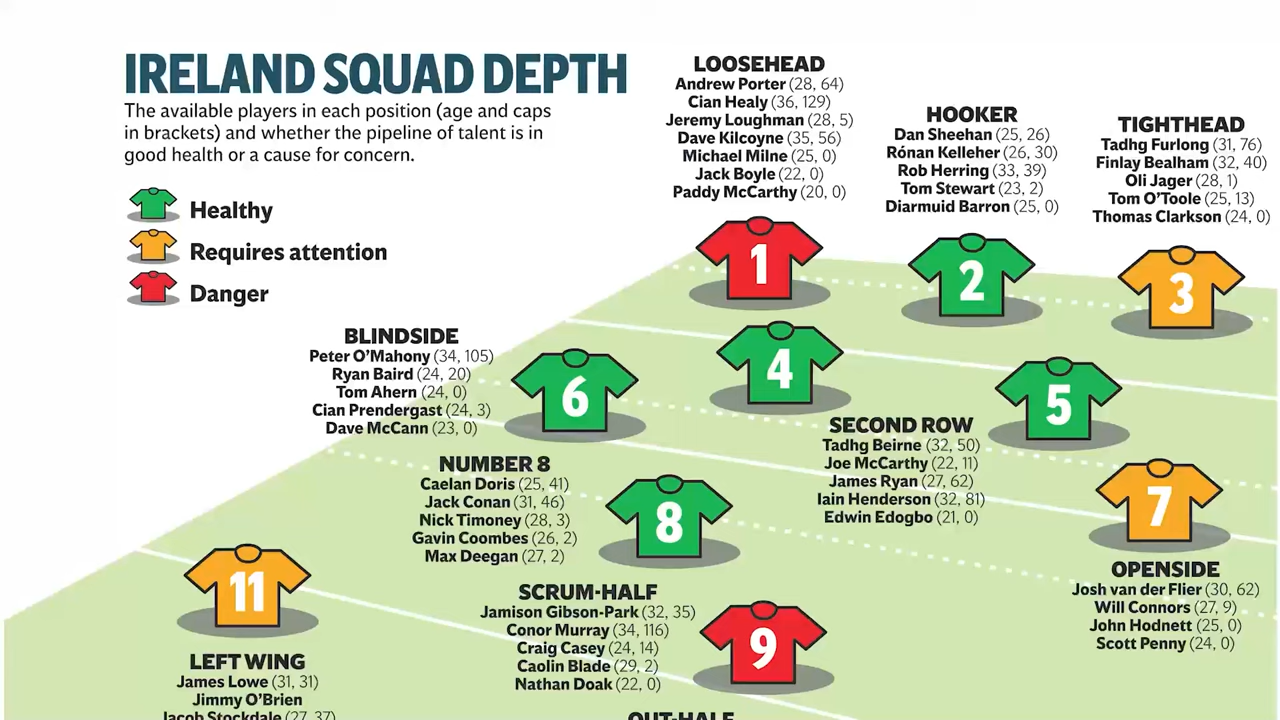 IRELAND SQUAD DEPTH
The available players in each position (age and caps
in brackets) and whether the pipeline of talent is in
good health or a cause for concern.
Healthy
Requires attention
Danger
LOOSEHEAD
Andrew Porter (28, 64)
Cian Healy (36, 129)
Jeremy Loughman (28, 5)
Dave Kilcoyne (35, 56)
Michael Milne (25, 0)
Jack Boyle (22, 0)
Paddy McCarthy (20, 0)
1
HOOKER
Dan Sheehan (25, 26)
Rónan Kelleher (26, 30)
Rob Herring (33, 39)
Tom Stewart (23, 2)
Diarmuid Barron (25, 0)
2
TIGHTHEAD
Tadhg Furlong (31, 76)
Finlay Bealham (32, 40)
Oli Jager (28, 1)
Tom O'Toole (25, 13)
Thomas Clarkson (24, 0)
3
BLINDSIDE
Peter O'Mahony (34, 105)
Ryan Baird (24, 20)
Tom Ahern (24, 0)
Cian Prendergast (24, 3)
Dave McCann (23, 0)
6
4
5
SECOND ROW
Tadhg Beirne (32, 50)
Joe McCarthy (22, 11)
James Ryan (27, 62)
Iain Henderson (32, 81)
Edwin Edogbo (21, 0)
NUMBER 8
Caelan Doris (25, 41)
Jack Conan (31, 46)
Nick Timoney (28, 3)
Gavin Coombes (26, 2)
Max Deegan (27, 2)
8
7
OPENSIDE
Josh van der Flier (30, 62)
Will Connors (27, 9)
John Hodnett (25, 0)
Scott Penny (24, 0)
11
LEFT WING
James Lowe (31, 31)
Jimmy O'Brien
Jacob Stockdale (27, 37)
SCRUM-HALF
Jamison Gibson-Park (32, 35)
Conor Murray (34, 116)
Craig Casey (24, 14)
Caolin Blade (29, 2)
Nathan Doak (22, 0)
9
OUT-HALF